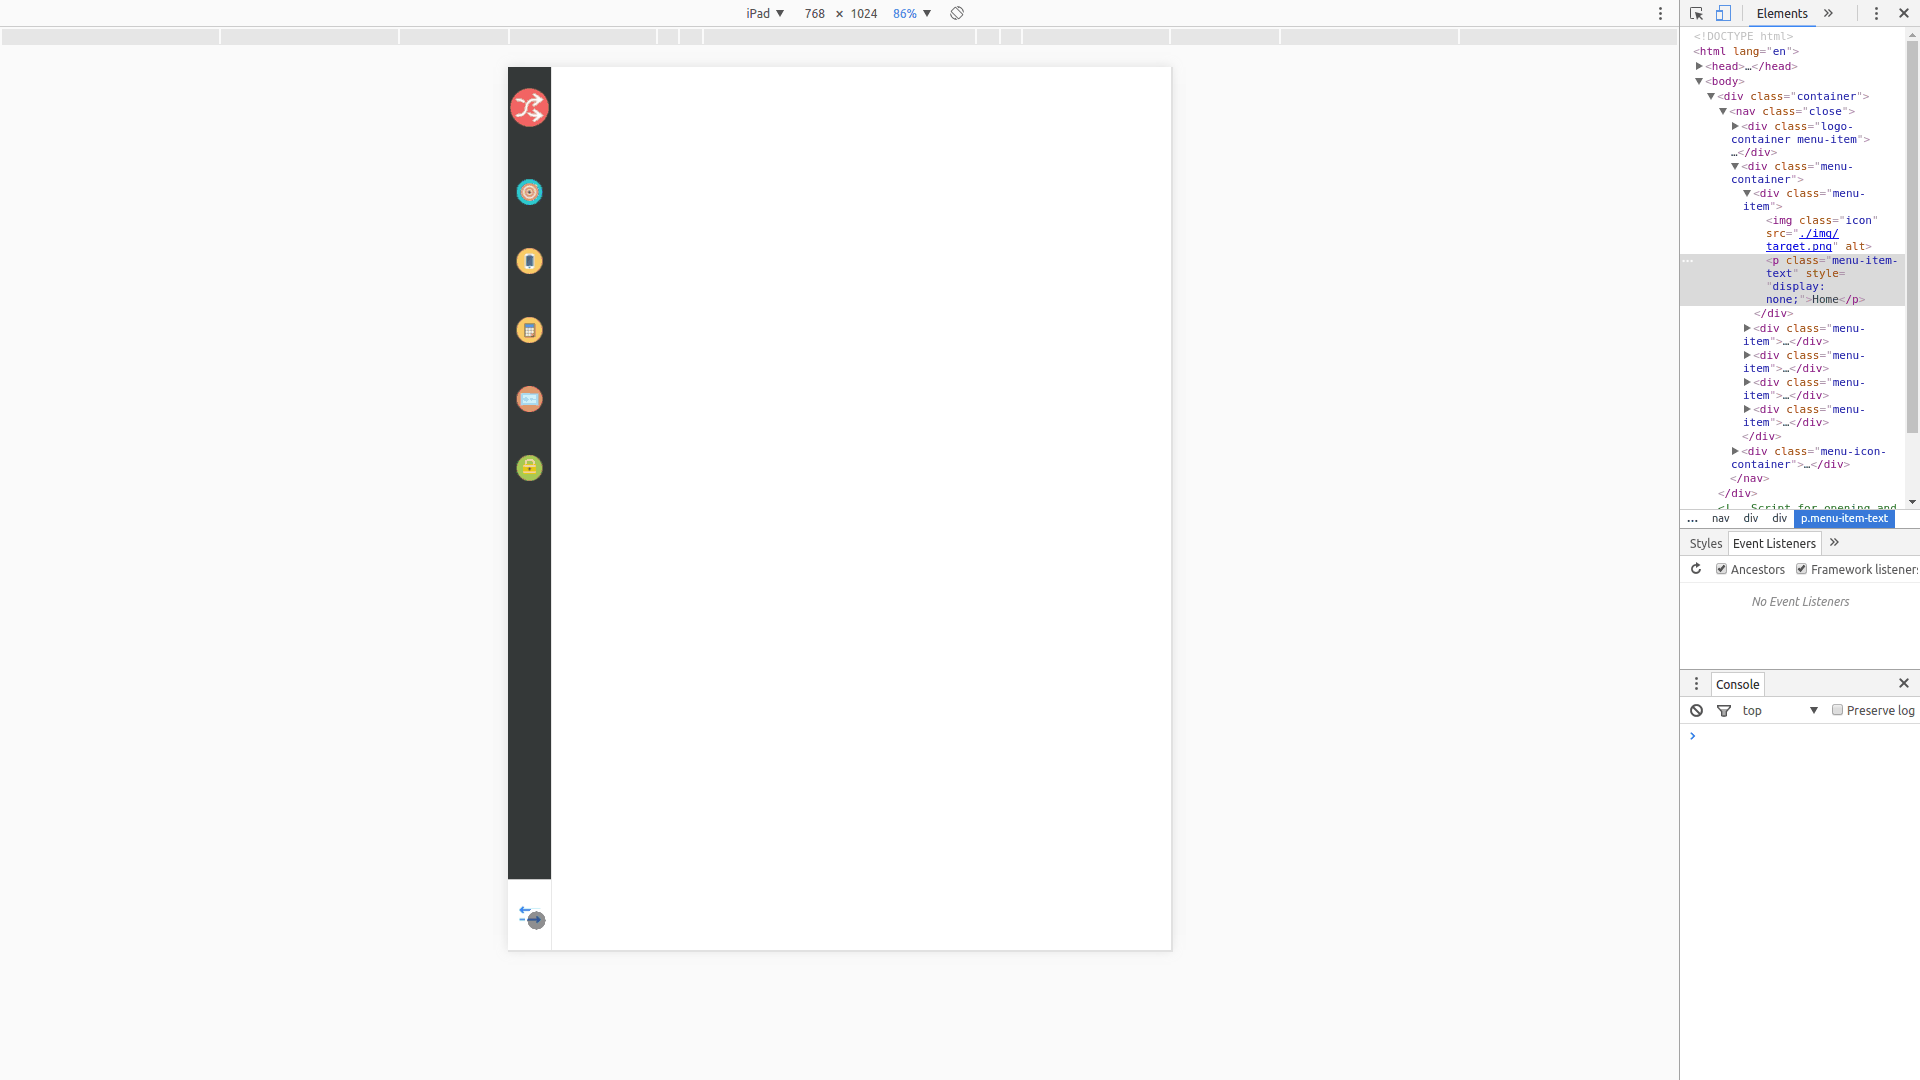 iPad 768 × 1024 86%
Elements
<!DOCTYPE html>
<html lang="en">
<head>…</head>
<body>
<div class="container">
<nav class="close">
<div class="logo-
container menu-item">
…</div>
<div class="menu-
container">
<div class="menu-
item">
<img class="icon"
src="./img/
target.png" alt>
<p class="menu-item-
text" style=
"display:
none;">Home</p>
</div>
<div class="menu-
item">…</div>
<div class="menu-
item">…</div>
<div class="menu-
item">…</div>
<div class="menu-
item">…</div>
</div>
<div class="menu-icon-
container">…</div>
</nav>
</div>
Script for opening and
... nav div div p.menu-item-text
Styles Event Listeners
Ancestors Framework listener
No Event Listeners
Console
top Preserve log